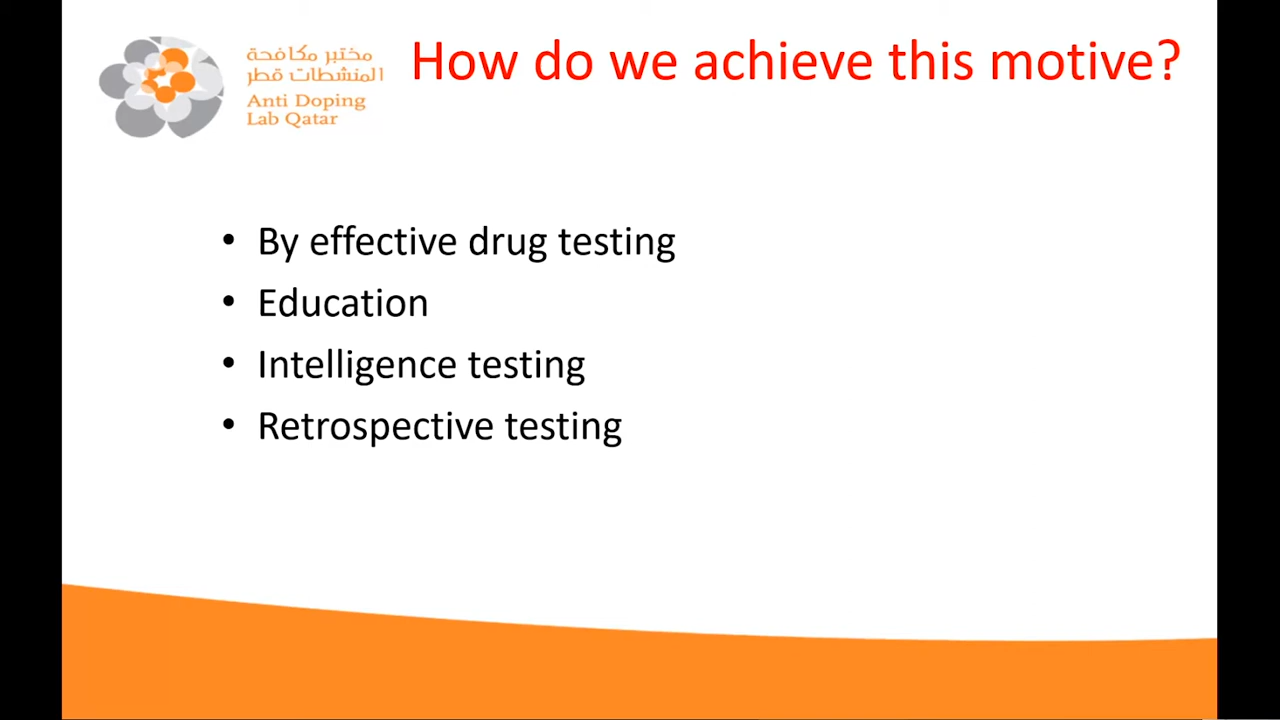 مختبر مكافحة
المنشطات قطر
Anti Doping
Lab Qatar
How do we achieve this motive?
• By effective drug testing
• Education
• Intelligence testing
• Retrospective testing